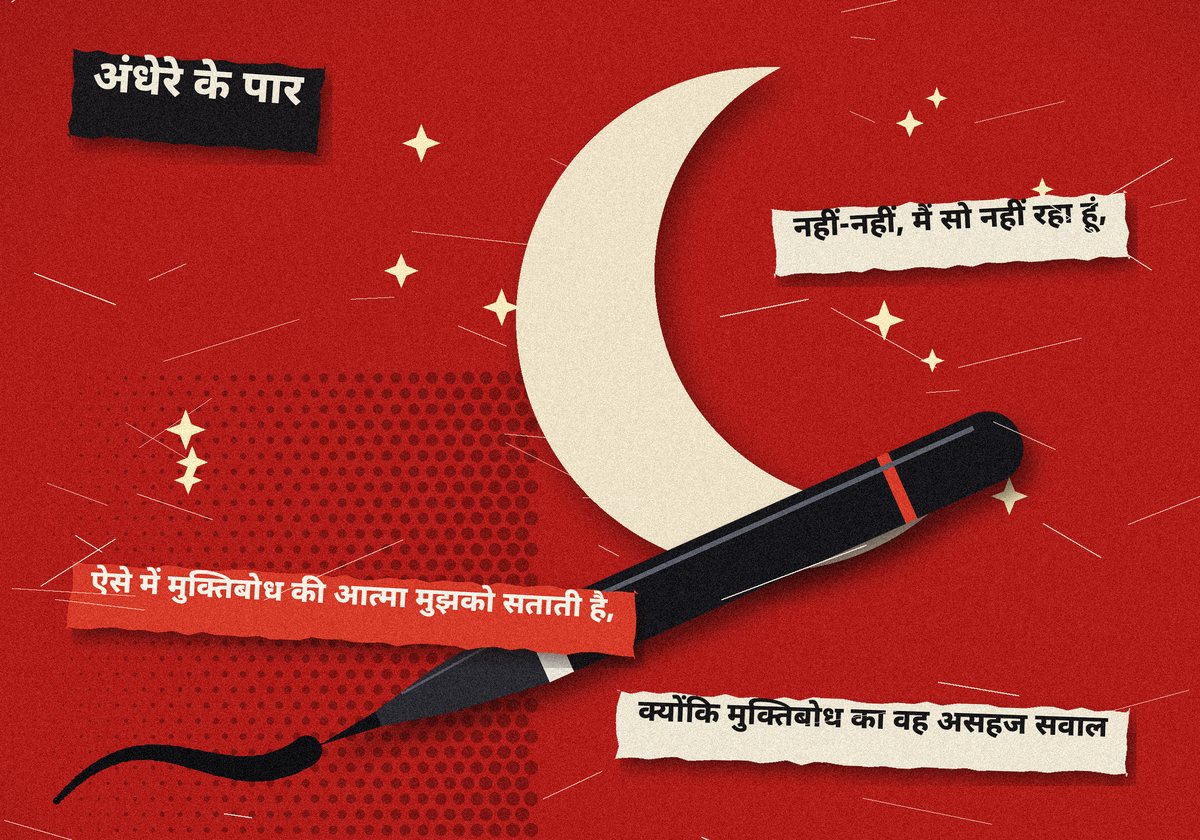 अंधेरे के पार
नहीं-नहीं, मैं सो नहीं रहा हूं,
ऐसे में मुक्तिबोध की आत्मा मुझको सताती है,
क्योंकि मुक्तिबोध का वह असहज सवाल